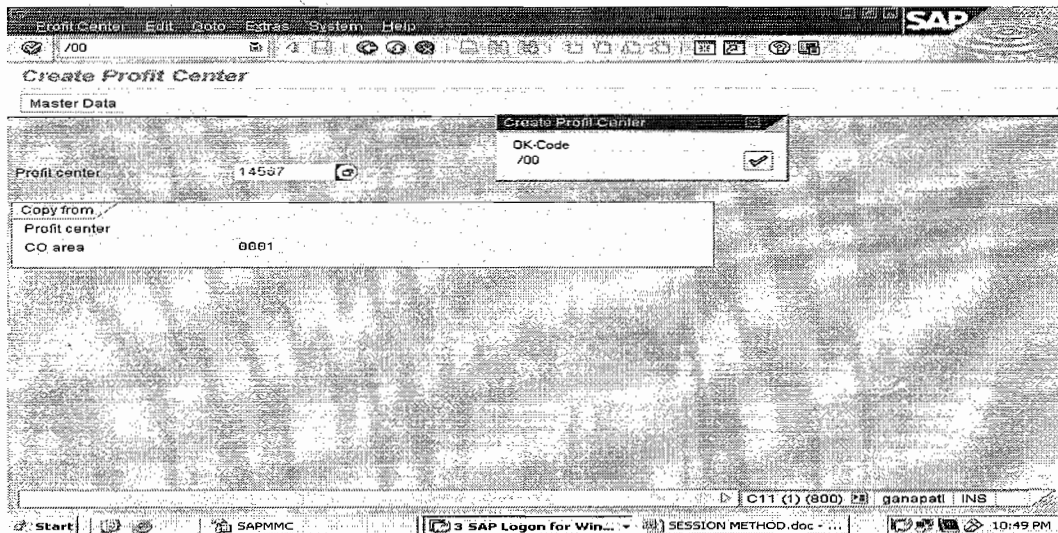 Profit Center Edit Goto Extras System Help
SAP
/00
Create Profit Center
Master Data
Create Profit Center
OK-Code
/00
Profit center 14567
Copy from
Profit center
CO area 0001
C11 (1) (800) ganapati INS
Start SAPMMC 3 SAP Logon for Win... SESSION METHOD.doc - ... 10:49 PM